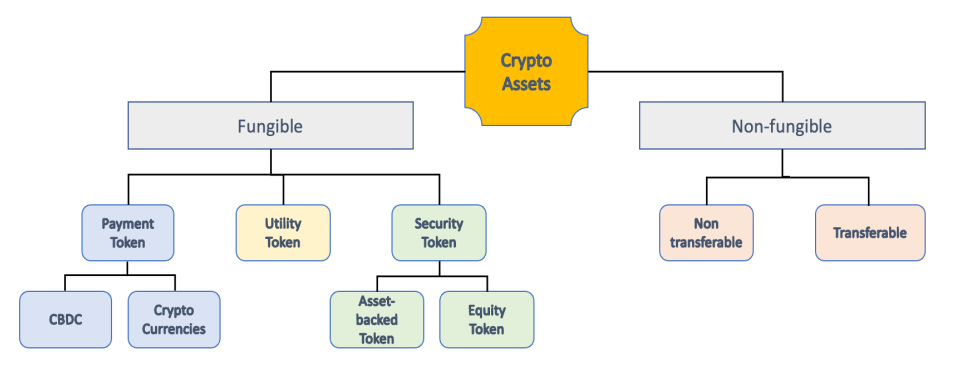 Crypto
Assets
Fungible
Non-fungible
Payment
Token
Utility
Token
Security
Token
Non
transferable
Transferable
CBDC
Crypto
Currencies
Asset-
backed
Token
Equity
Token